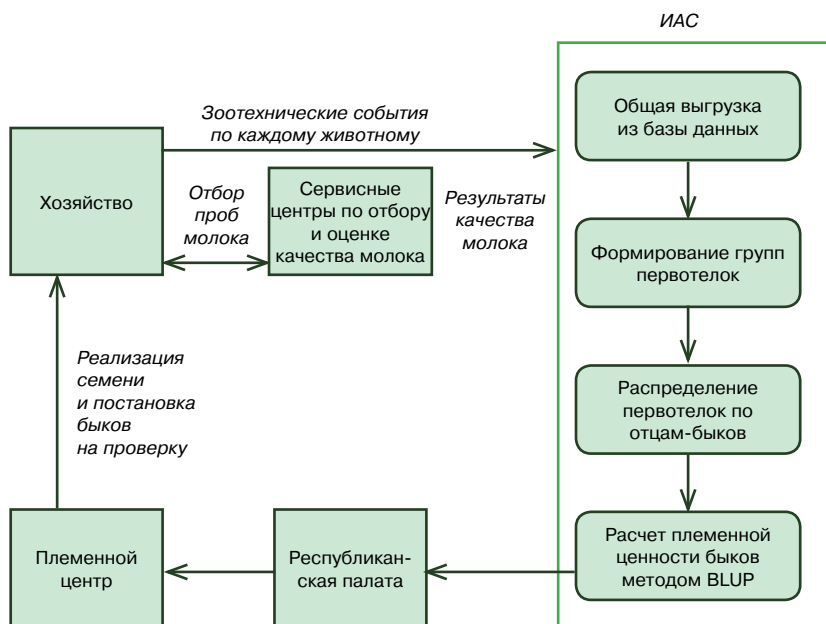 ИАС
Зоотехнические события
по каждому животному
Хозяйство
Отбор
проб
молока
Сервисные
центры по отбору
и оценке
качества молока
Результаты
качества
молока
Общая выгрузка
из базы данных
Формирование групп
первотелок
Распределение
первотелок по
отцам-быков
Расчет племенной
ценности быков
методом BLUP
Реализация
семени
и постановка
быков
на проверку
Племенной
центр
Республикан-
ская палата